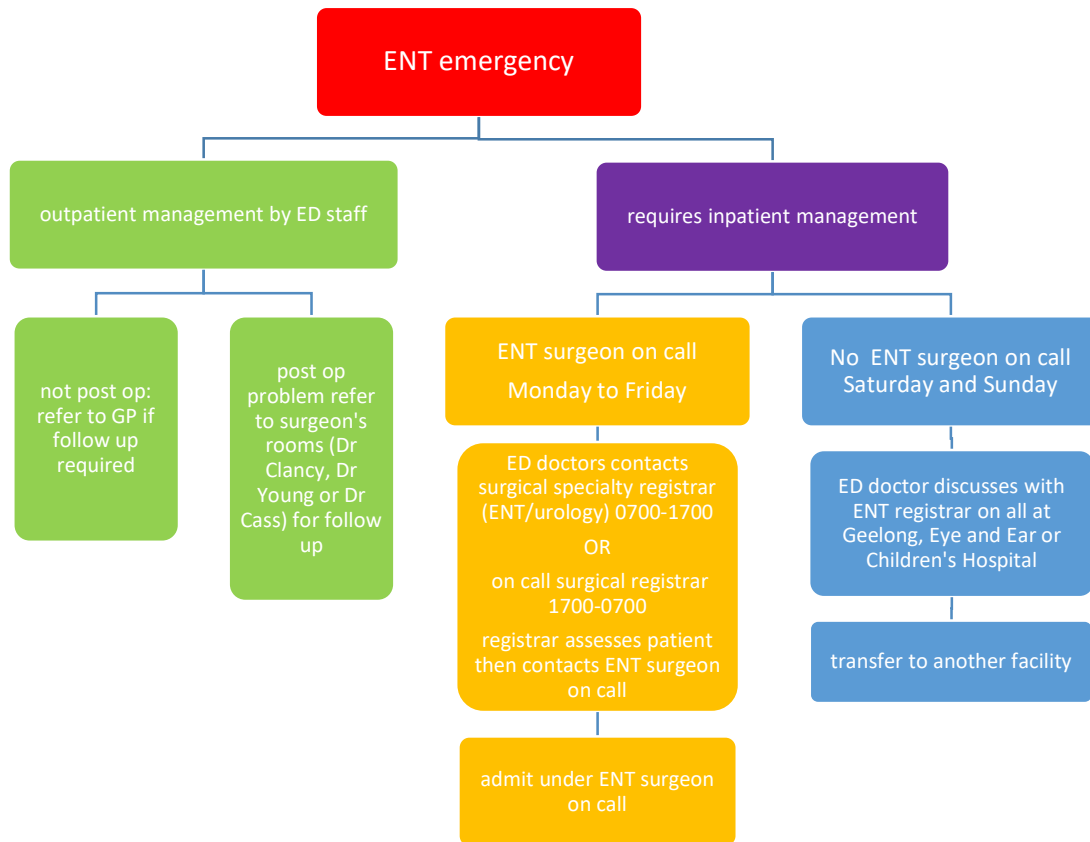 ENT emergency
outpatient management by ED staff
requires inpatient management
not post op:
refer to GP if
follow up
required
post op
problem refer to
surgeon's
rooms (Dr
Clancy, Dr
Young or Dr
Cass) for follow
up
ENT surgeon on call
Monday to Friday
ED doctors contacts
surgical specialty registrar
(ENT/urology) 0700-1700
OR
on call surgical registrar
1700-0700
registrar assesses patient
then contacts ENT surgeon
on call
admit under ENT surgeon
on call
No ENT surgeon on call
Saturday and Sunday
ED doctor discusses with
ENT registrar on all at
Geelong, Eye and Ear or
Children's Hospital
transfer to another facility